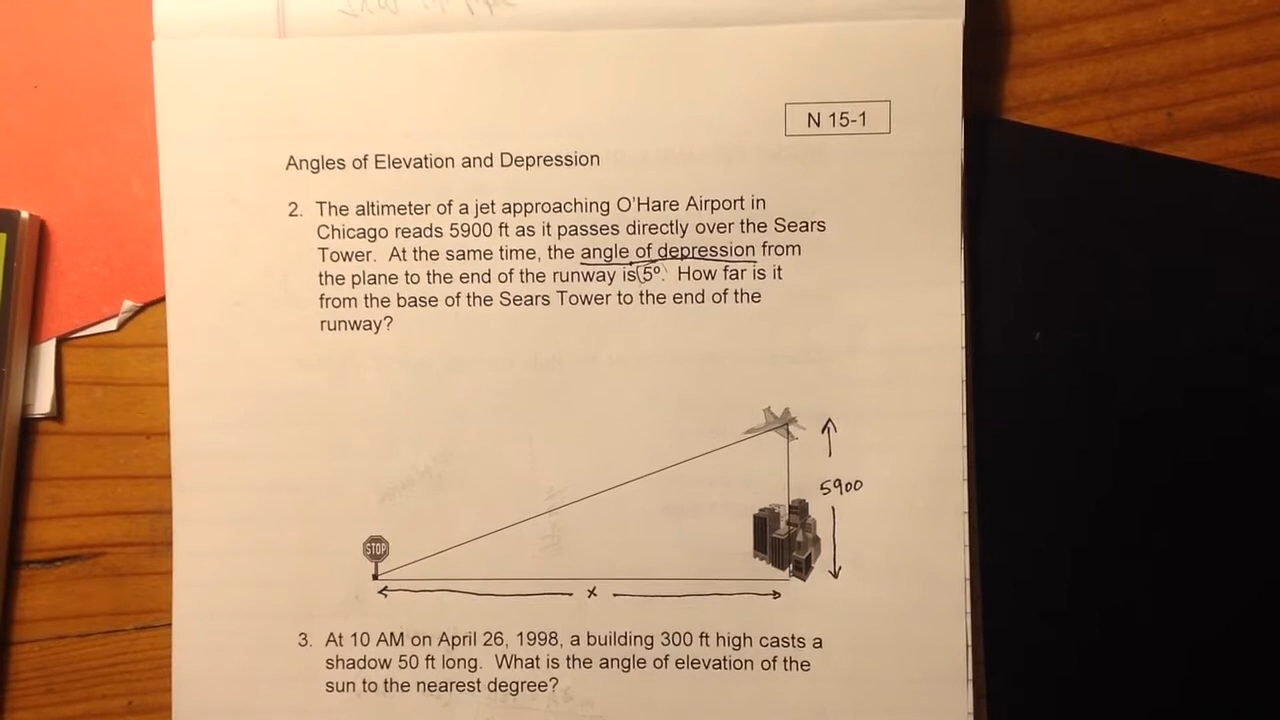 N 15-1
Angles of Elevation and Depression
2. The altimeter of a jet approaching O'Hare Airport in
Chicago reads 5900 ft as it passes directly over the Sears
Tower. At the same time, the angle of depression from
the plane to the end of the runway is 5°. How far is it
from the base of the Sears Tower to the end of the
runway?
5900
STOP
x
3. At 10 AM on April 26, 1998, a building 300 ft high casts a
shadow 50 ft long. What is the angle of elevation of the
sun to the nearest degree?